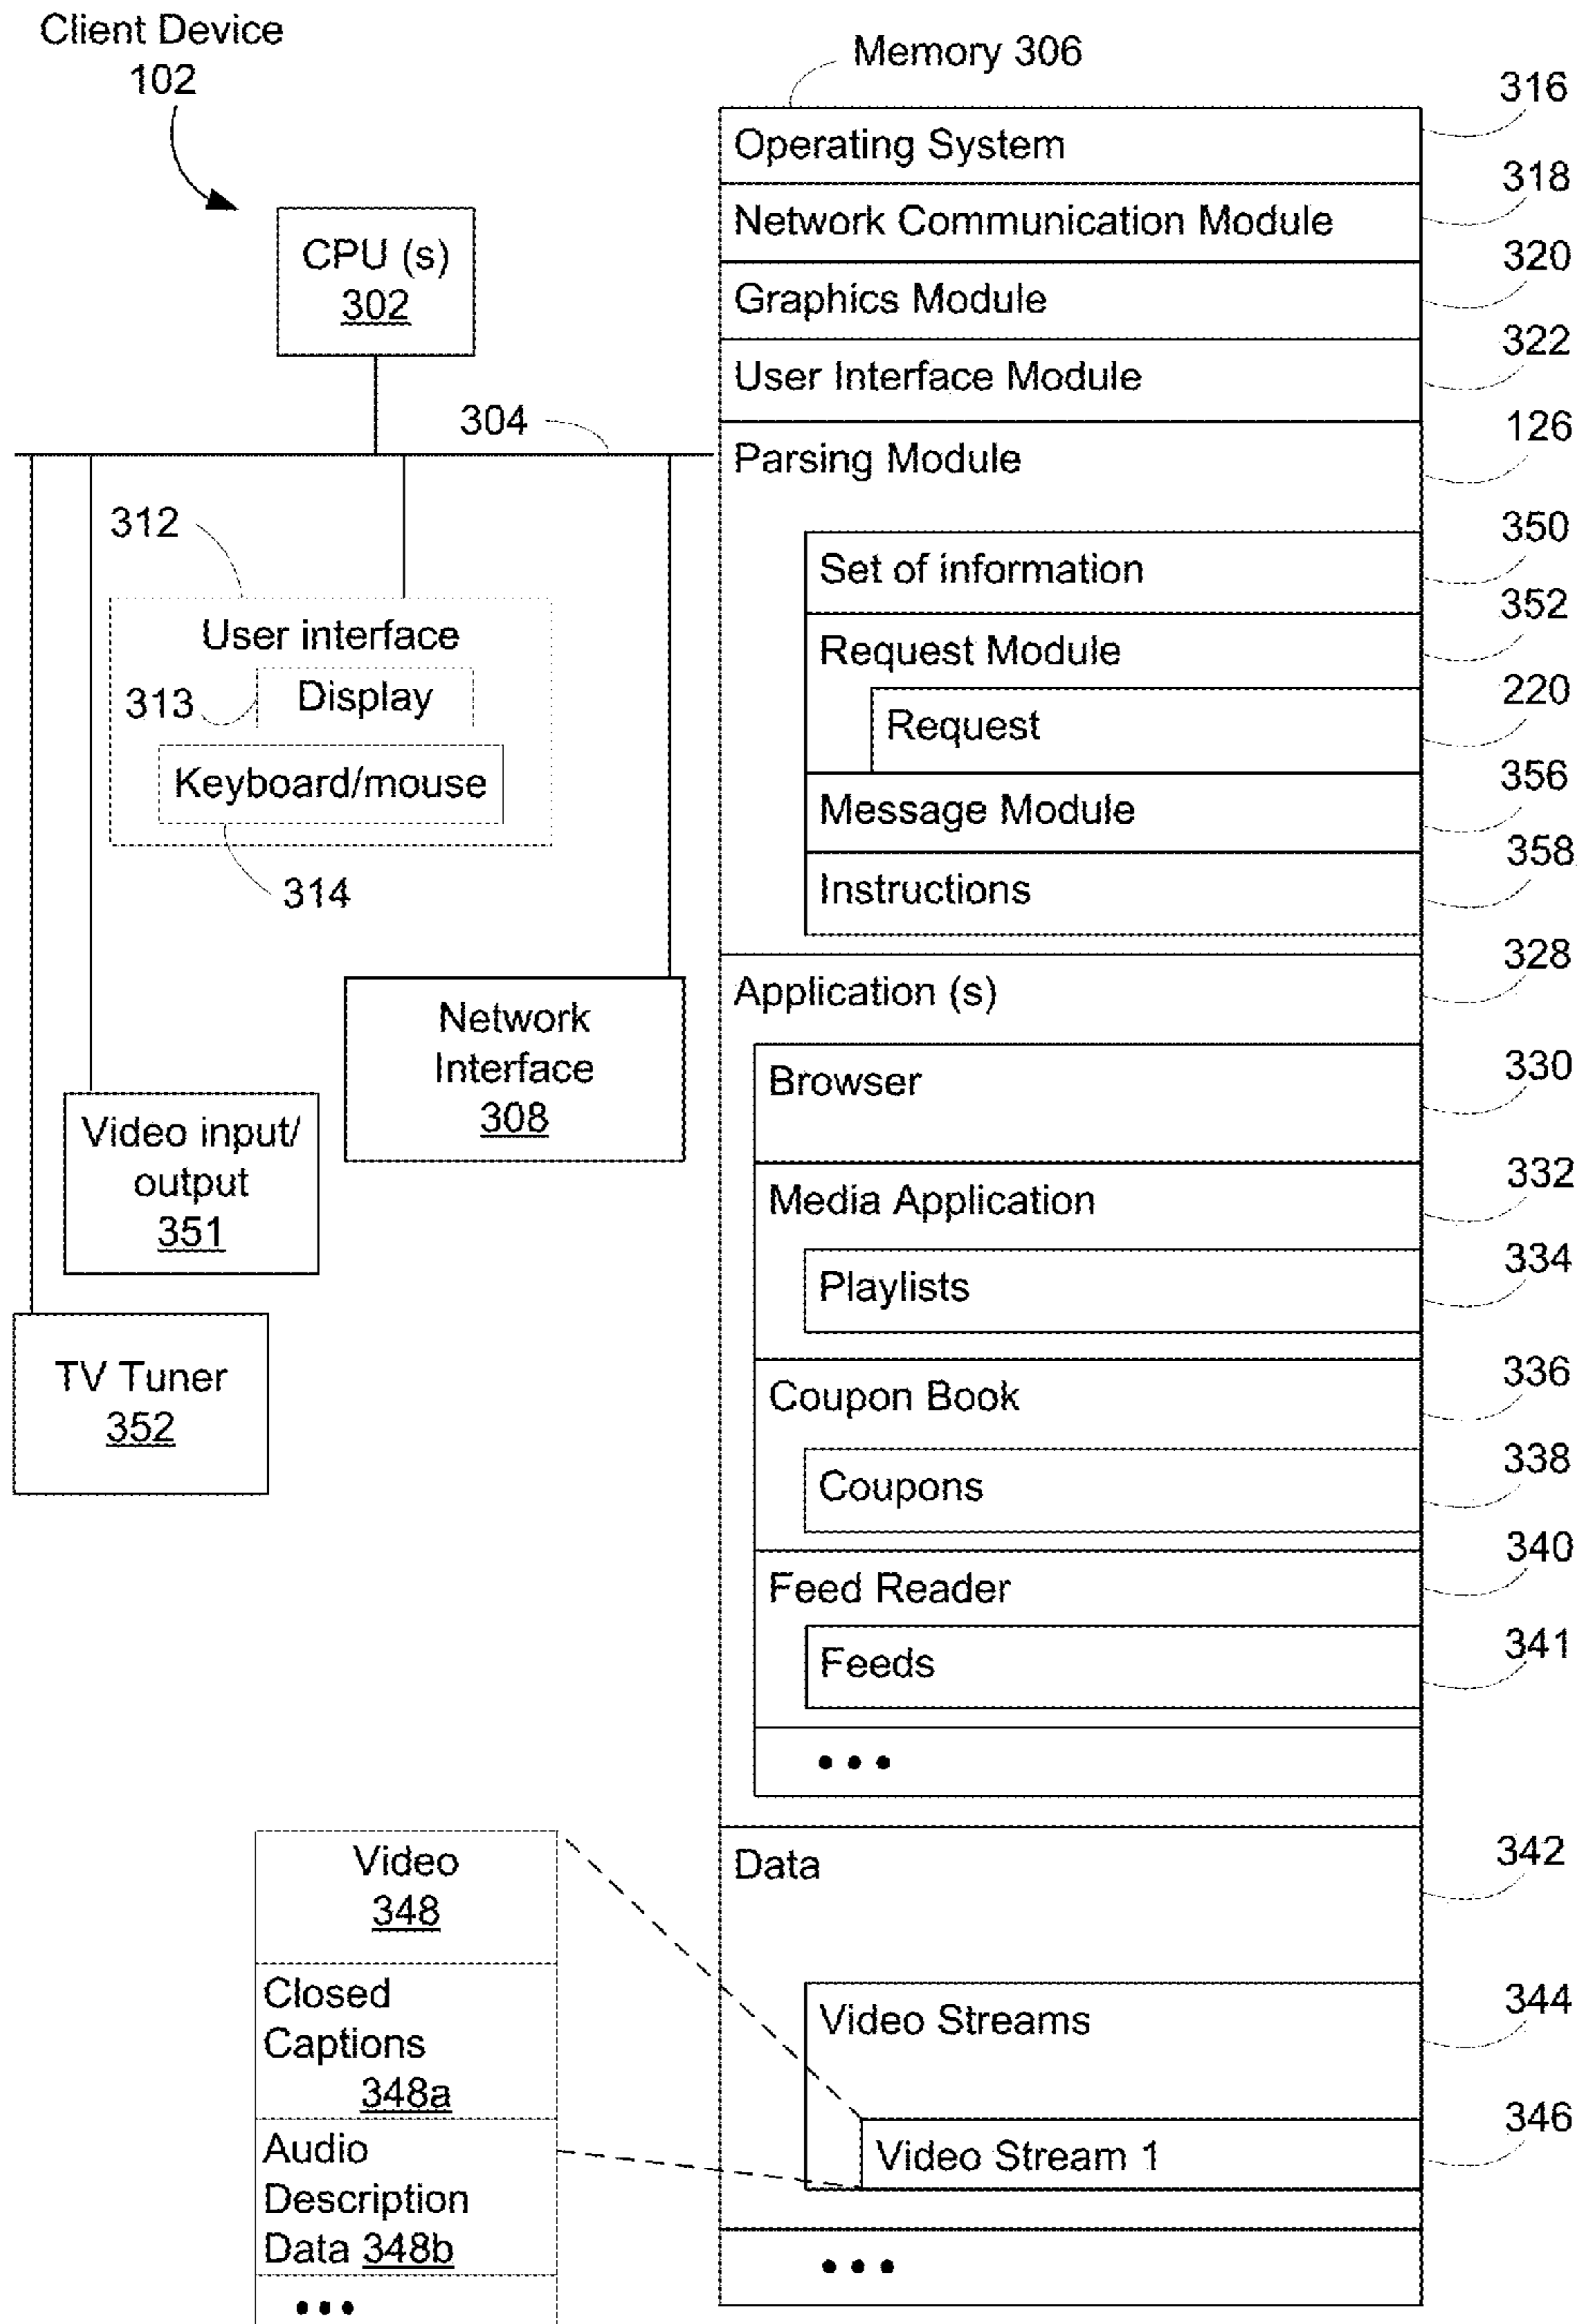 Client Device
102
CPU (s)
302
304
312
User interface
313
Display
Keyboard/mouse
314
Network
Interface
308
Video input/
output
351
TV Tuner
352
Memory 306
Operating System
316
Network Communication Module
318
Graphics Module
320
User Interface Module
322
Parsing Module
126
Set of information
350
Request Module
352
Request
220
Message Module
356
Instructions
358
Application (s)
328
Browser
330
Media Application
332
Playlists
334
Coupon Book
336
Coupons
338
Feed Reader
340
Feeds
341
•••
Data
342
Video Streams
344
Video Stream 1
346
•••
Video
348
Closed
Captions
348a
Audio
Description
Data 348b
•••